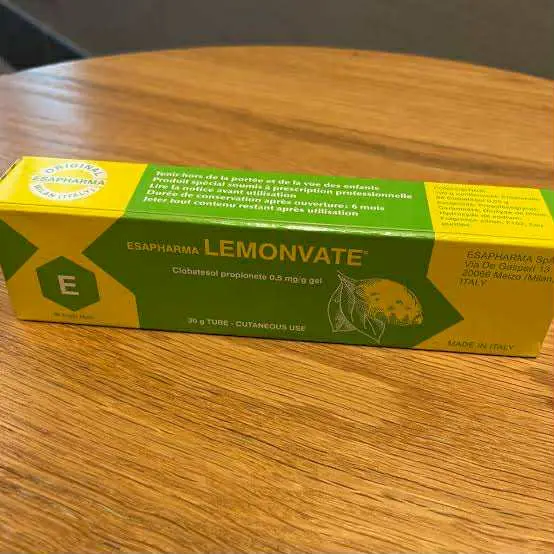 ORIGINAL
ESAPHARMA
MILAN (ITALY)
Tenir hors de la portée et de la vue des enfants
Produit spécial soumis à prescription professionnelle
Lire la notice avant utilisation
Durée de conservation après ouverture: 6 mois
Jeter tout contenu restant après utilisation
ESAPHARMA LEMONVATE®
Clobatesol propionete 0.5 mg/g gel
30 g TUBE - CUTANEOUS USE
E
ESAPHARMA SpA
Via De Gasperi 13
20066 Melzo (Milan)
ITALY
MADE IN ITALY